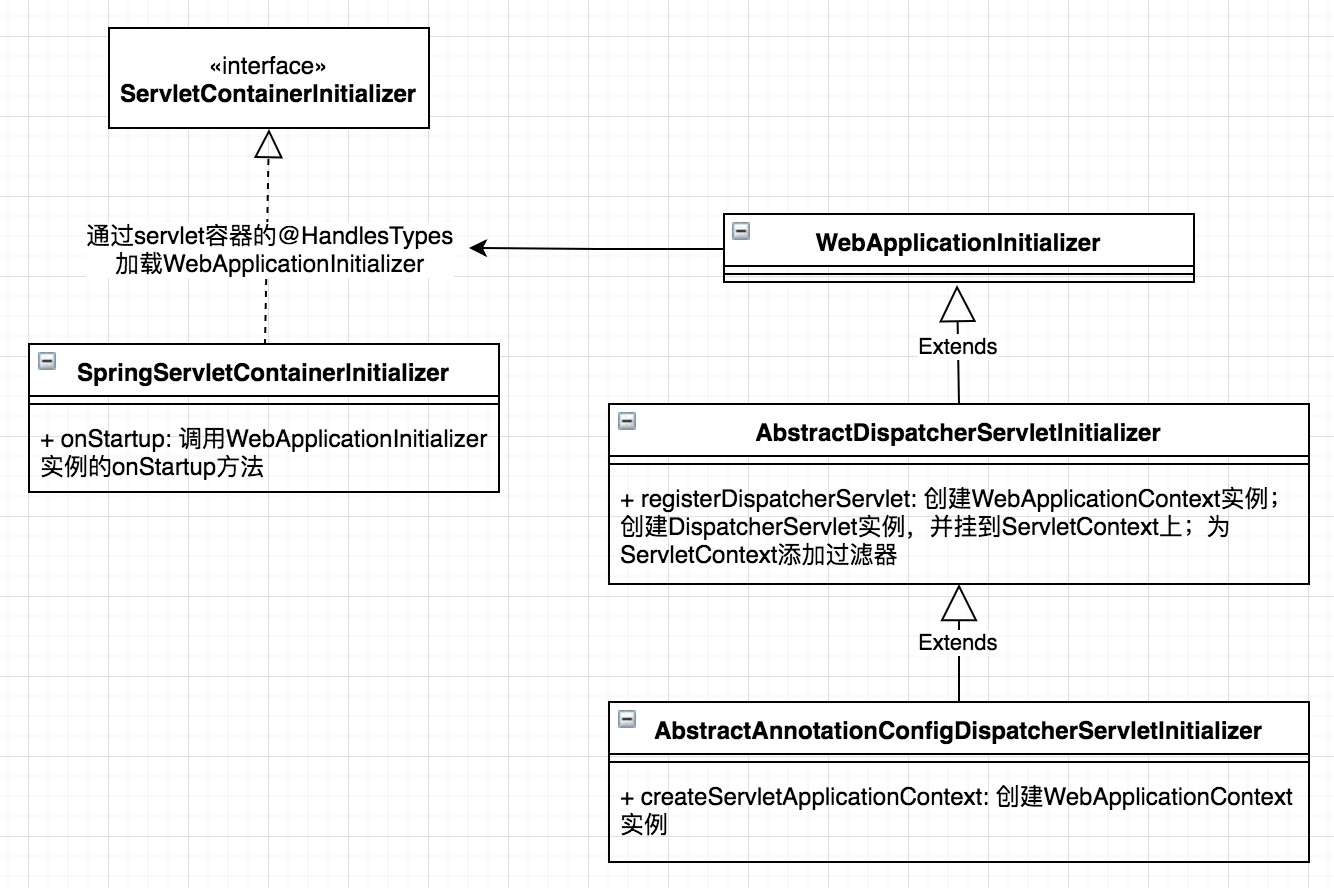 «interface»
ServletContainerInitializer
通过servlet容器的@HandlesTypes
加载WebApplicationInitializer
SpringServletContainerInitializer
+ onStartup: 调用WebApplicationInitializer
实例的onStartup方法
WebApplicationInitializer
Extends
AbstractDispatcherServletInitializer
+ registerDispatcherServlet: 创建WebApplicationContext实例；
创建DispatcherServlet实例，并挂到ServletContext上；为
ServletContext添加过滤器
Extends
AbstractAnnotationConfigDispatcherServletInitializer
+ createServletApplicationContext: 创建WebApplicationContext
实例